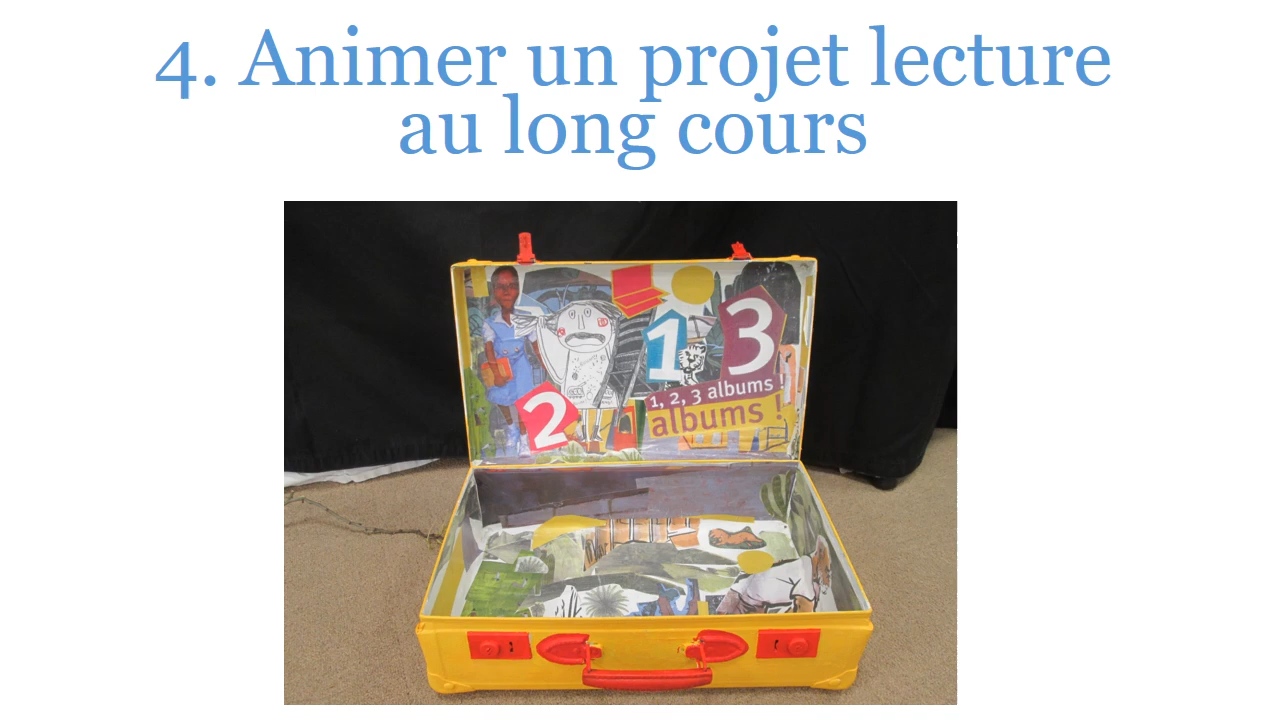 4. Animer un projet lecture
au long cours
1
3
1, 2, 3 albums !
albums !
2